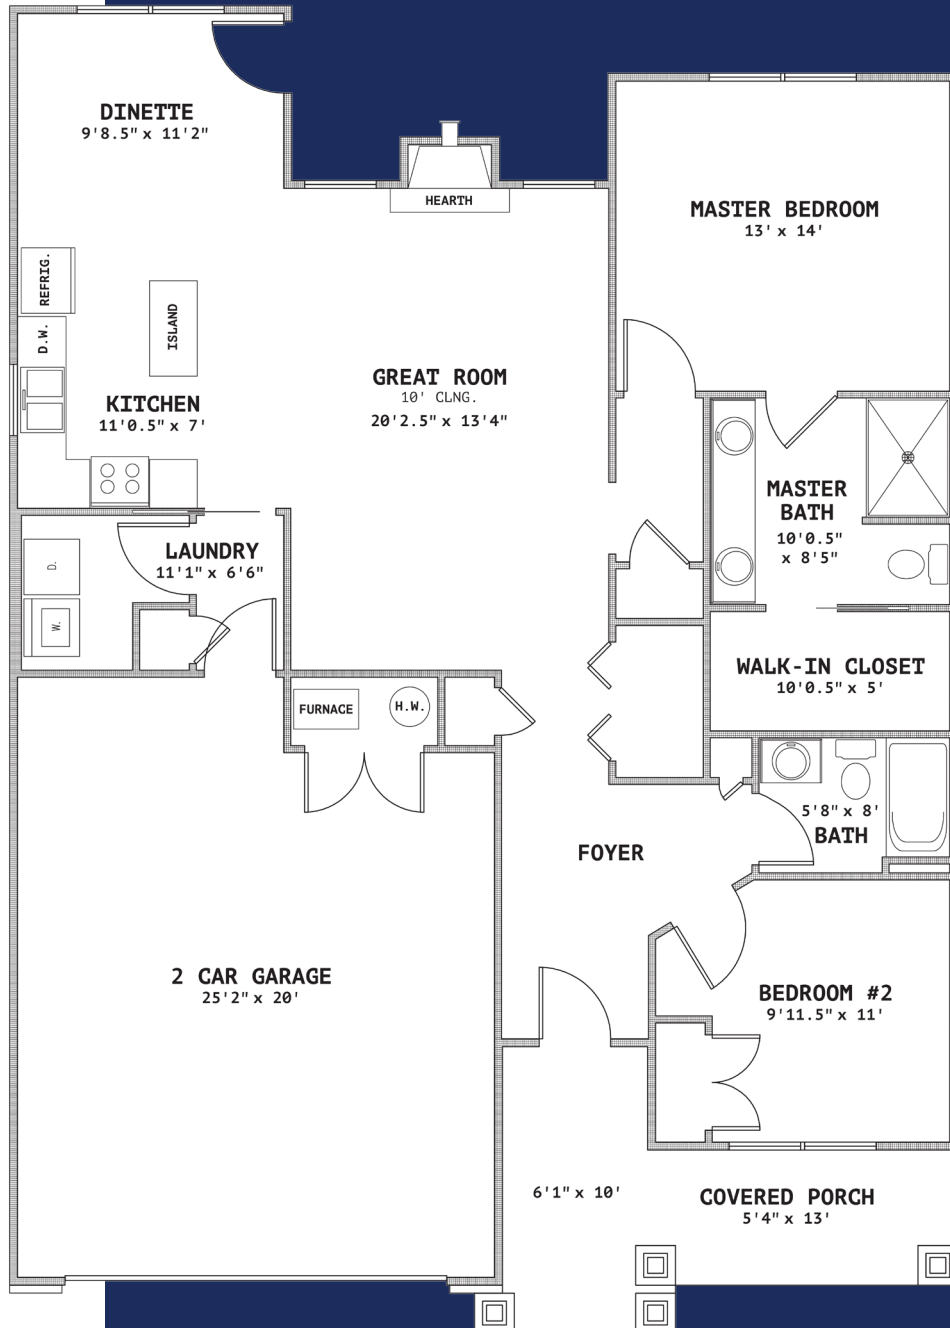 DINETTE
9'8.5" x 11'2"
HEARTH
MASTER BEDROOM
13' x 14'
REFRIG.
D.W.
ISLAND
KITCHEN
11'0.5" x 7'
GREAT ROOM
10' CLNG.
20'2.5" x 13'4"
MASTER
BATH
10'0.5"
x 8'5"
LAUNDRY
11'1" x 6'6"
D.
W.
WALK-IN CLOSET
10'0.5" x 5'
FURNACE
H.W.
5'8" x 8'
BATH
FOYER
2 CAR GARAGE
25'2" x 20'
BEDROOM #2
9'11.5" x 11'
6'1" x 10'
COVERED PORCH
5'4" x 13'